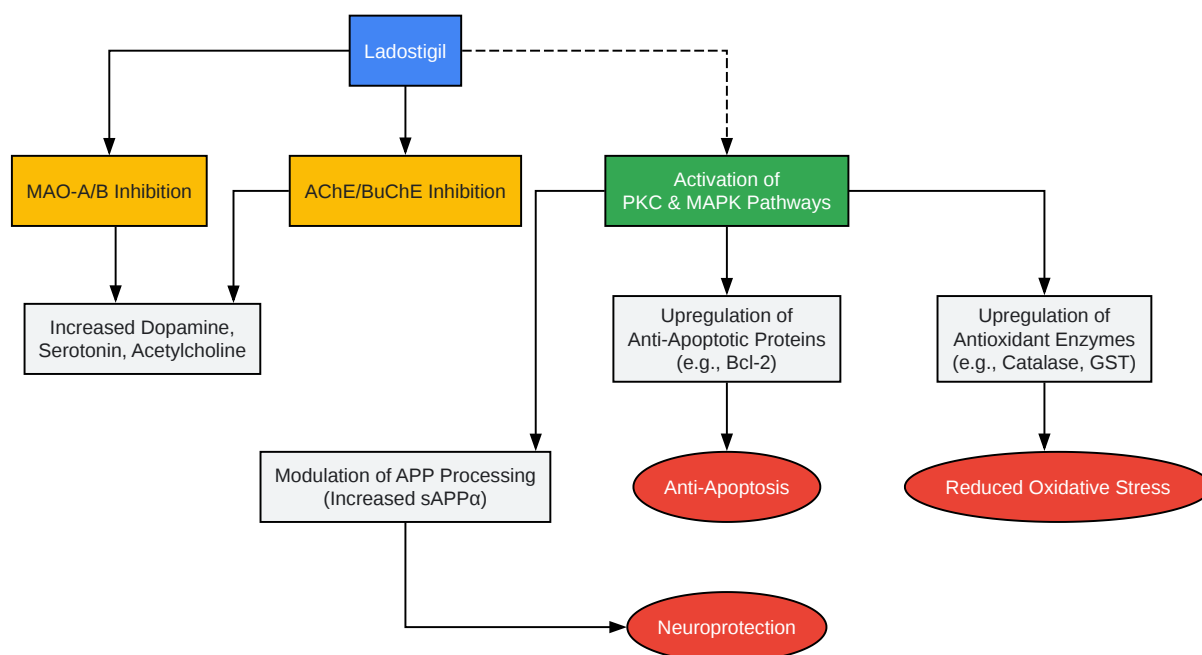 Ladostigil
MAO-A/B Inhibition
AChE/BuChE Inhibition
Activation of
PKC & MAPK Pathways
Increased Dopamine,
Serotonin, Acetylcholine
Upregulation of
Anti-Apoptotic Proteins
(e.g., Bcl-2)
Upregulation of
Antioxidant Enzymes
(e.g., Catalase, GST)
Modulation of APP Processing
(Increased sAPPα)
Anti-Apoptosis
Reduced Oxidative Stress
Neuroprotection